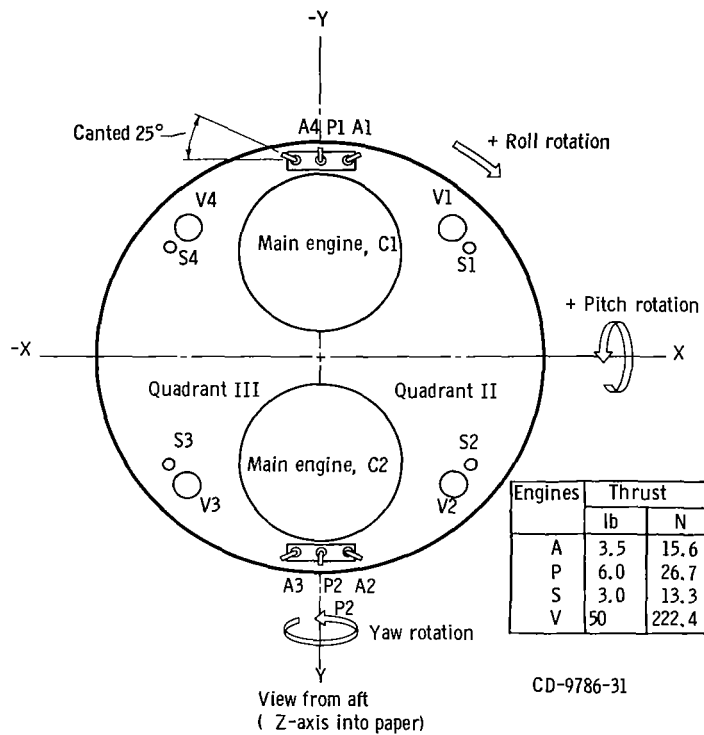 -Y
Canted 25°
A4 P1 A1
+ Roll rotation
V4
V1
Main engine, C1
S4
S1
+ Pitch rotation
-X
X
Quadrant III
Quadrant II
S3
S2
Main engine, C2
V3
V2
Engines Thrust
lb N
A 3.5 15.6
P 6.0 26.7
S 3.0 13.3
V 50 222.4
A3 P2 A2
P2
Yaw rotation
Y
View from aft
( Z-axis into paper)
CD-9786-31